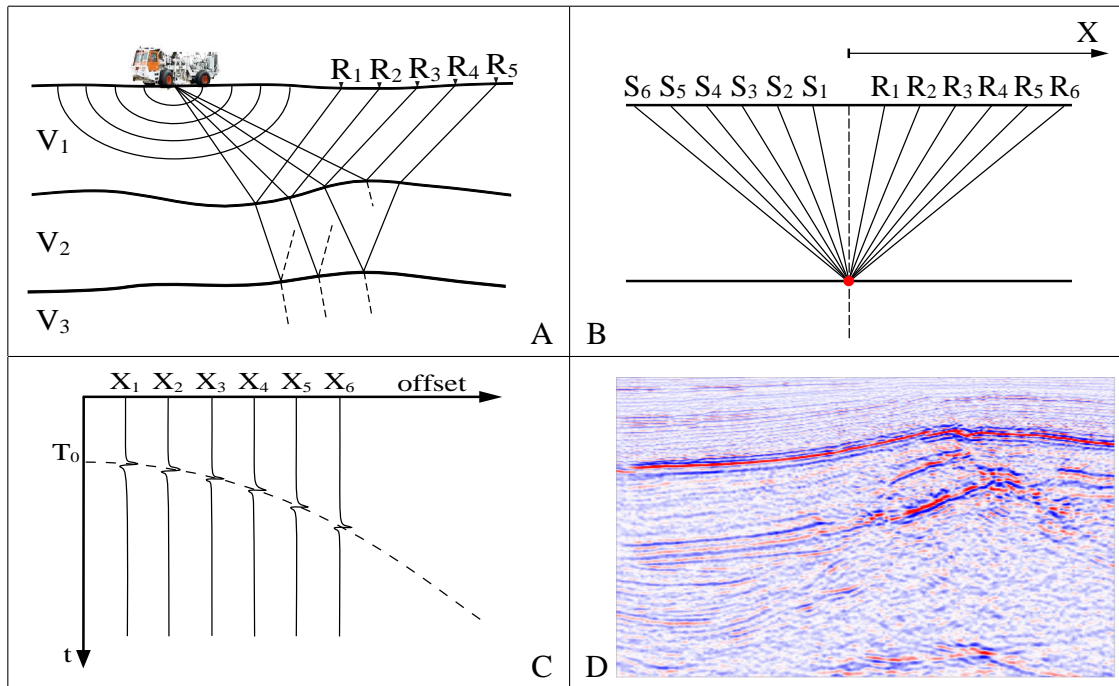 R1 R2 R3 R4 R5
V1
V2
V3
A
X
S6 S5 S4 S3 S2 S1 R1 R2 R3 R4 R5 R6
B
X1 X2 X3 X4 X5 X6 offset
T0
t
C
D